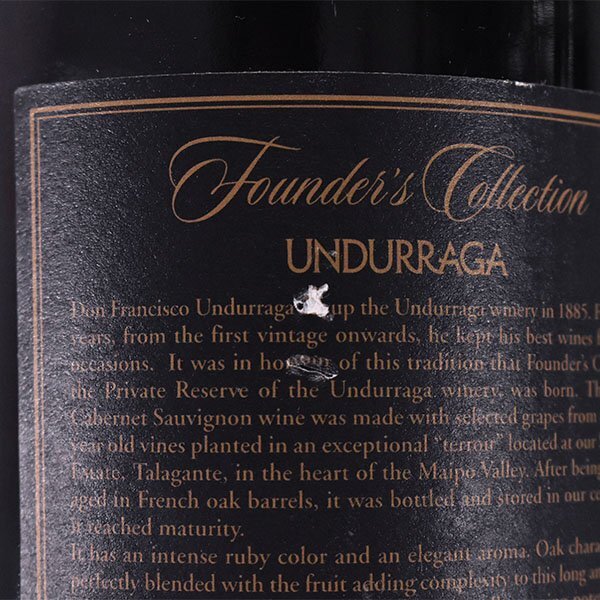 Founder's Collection
UNDURRAGA
Don Francisco Undurraga up the Undurraga winery in 1885.
years, from the first vintage onwards, he kept his best wines
occasions. It was in honour of this tradition that Founder's
the Private Reserve of the Undurraga winery, was born.
Cabernet Sauvignon wine was made with selected grapes from
year old vines planted in an exceptional "terroir" located at our
Estate, Talagante, in the heart of the Maipo Valley. After being
aged in French oak barrels, it was bottled and stored in our
it reached maturity.
It has an intense ruby color and an elegant aroma. Oak
perfectly blended with the fruit adding complexity to this long